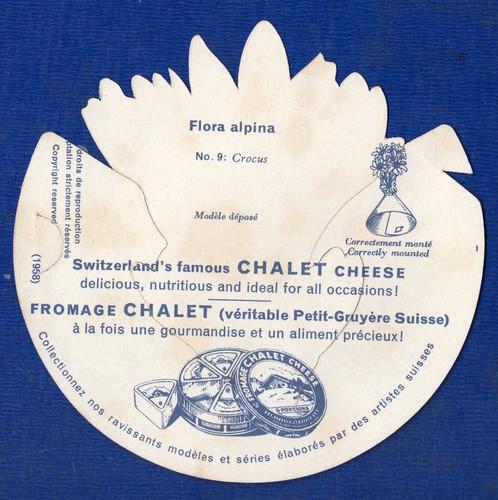 Flora alpina
No. 9: Crocus
Modèle déposé
droits de reproduction
tation strictement réservés
Copyright reserved
(1958)
Correctement monté
Correctly mounted
Switzerland's famous CHALET CHEESE
delicious, nutritious and ideal for all occasions!
FROMAGE CHALET (véritable Petit-Gruyère Suisse)
à la fois une gourmandise et un aliment précieux!
FROMAGE CHALET CHEESE
6 PORTIONS
Collectionnez nos ravissants modèles et séries élaborés par des artistes suisses